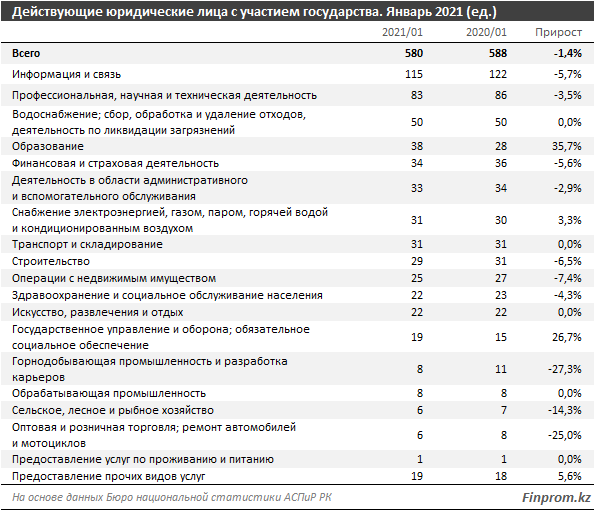 Действующие юридические лица с участием государства. Январь 2021 (ед.)
2021/01 2020/01 Прирост
Всего 580 588 -1,4%
Информация и связь 115 122 -5,7%
Профессиональная, научная и техническая деятельность 83 86 -3,5%
Водоснабжение; сбор, обработка и удаление отходов,
деятельность по ликвидации загрязнений 50 50 0,0%
Образование 38 28 35,7%
Финансовая и страховая деятельность 34 36 -5,6%
Деятельность в области административного
и вспомогательного обслуживания 33 34 -2,9%
Снабжение электроэнергией, газом, паром, горячей водой
и кондиционированным воздухом 31 30 3,3%
Транспорт и складирование 31 31 0,0%
Строительство 29 31 -6,5%
Операции с недвижимым имуществом 25 27 -7,4%
Здравоохранение и социальное обслуживание населения 22 23 -4,3%
Искусство, развлечения и отдых 22 22 0,0%
Государственное управление и оборона; обязательное
социальное обеспечение 19 15 26,7%
Горнодобывающая промышленность и разработка
карьеров 8 11 -27,3%
Обрабатывающая промышленность 8 8 0,0%
Сельское, лесное и рыбное хозяйство 6 7 -14,3%
Оптовая и розничная торговля; ремонт автомобилей
и мотоциклов 6 8 -25,0%
Предоставление услуг по проживанию и питанию 1 1 0,0%
Предоставление прочих видов услуг 19 18 5,6%
На основе данных Бюро национальной статистики АСПиР РК Finprom.kz